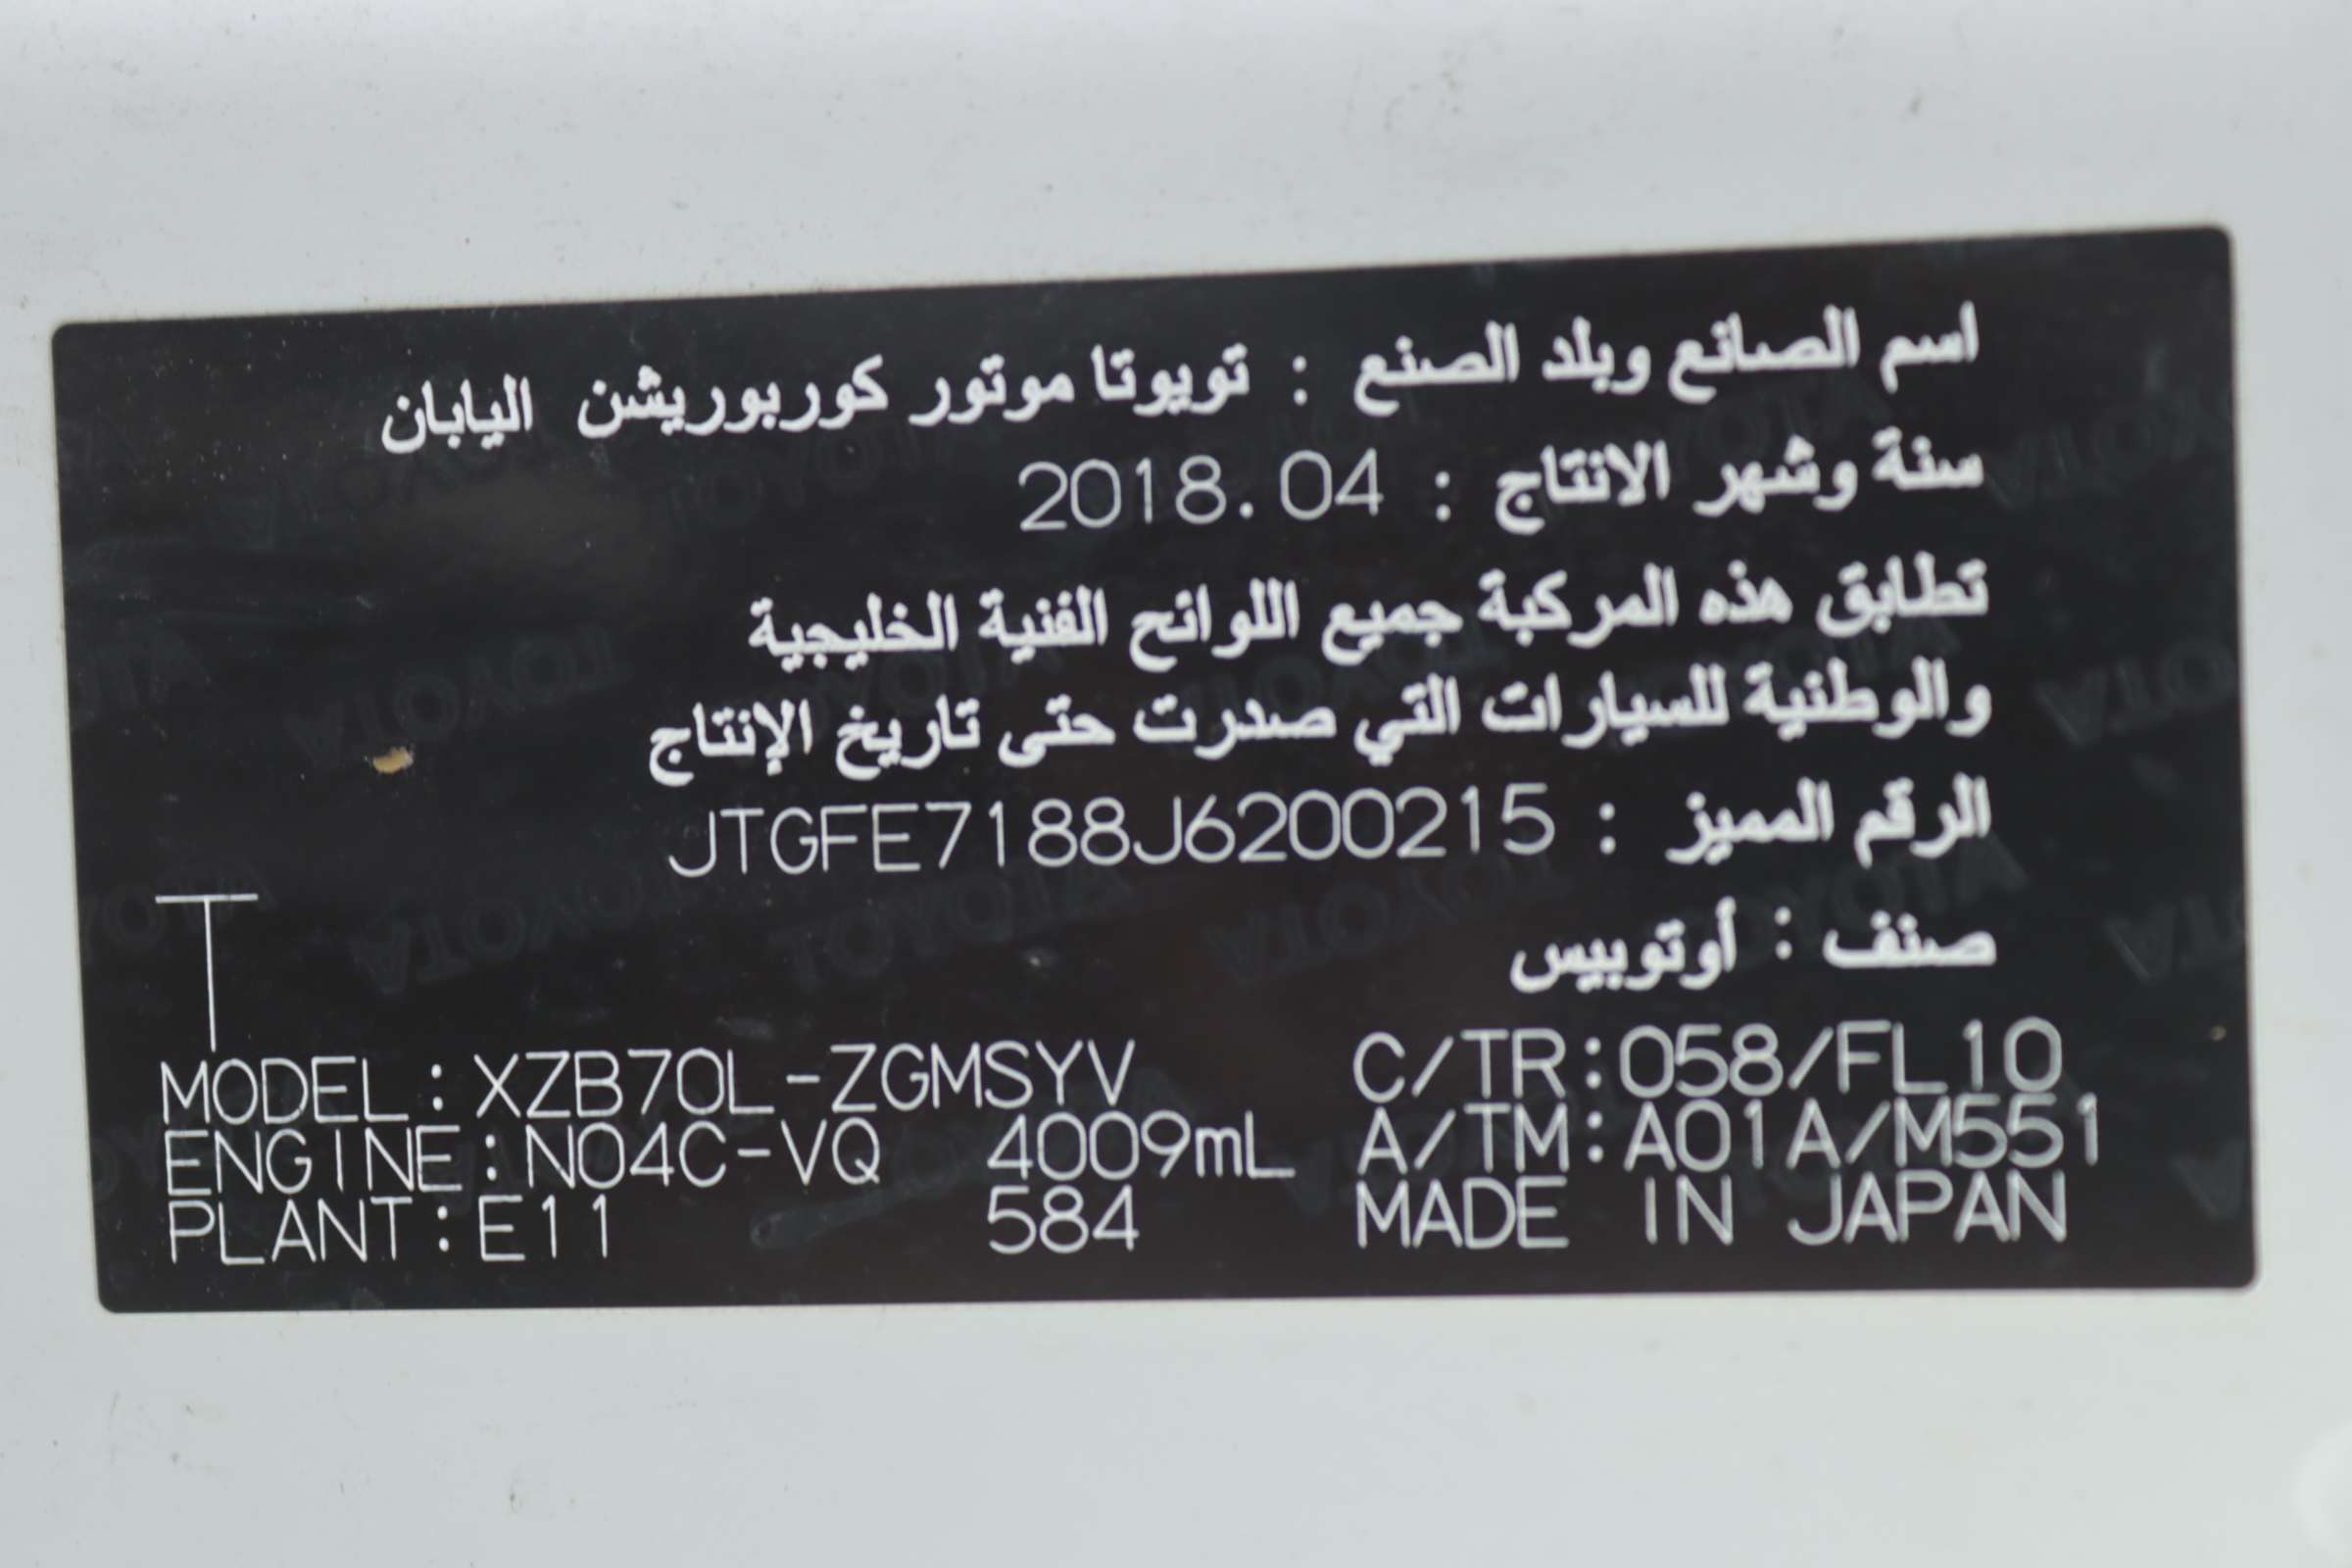 اسم الصانع وبلد الصنع : تويوتا موتور كوربوريشن اليابان
سنة وشهر الانتاج : 2018.04
تطابق هذه المركبة جميع اللوائح الفنية الخليجية
والوطنية للسيارات التي صدرت حتى تاريخ الإنتاج
الرقم المميز : JTGFE7188J6200215
صنف : أوتوبيس
T
MODEL:XZB70L-ZGMSYV C/TR:058/FL10
ENGINE:N04C-VQ 4009mL A/TM:A01A/M551
PLANT:E11 584 MADE IN JAPAN